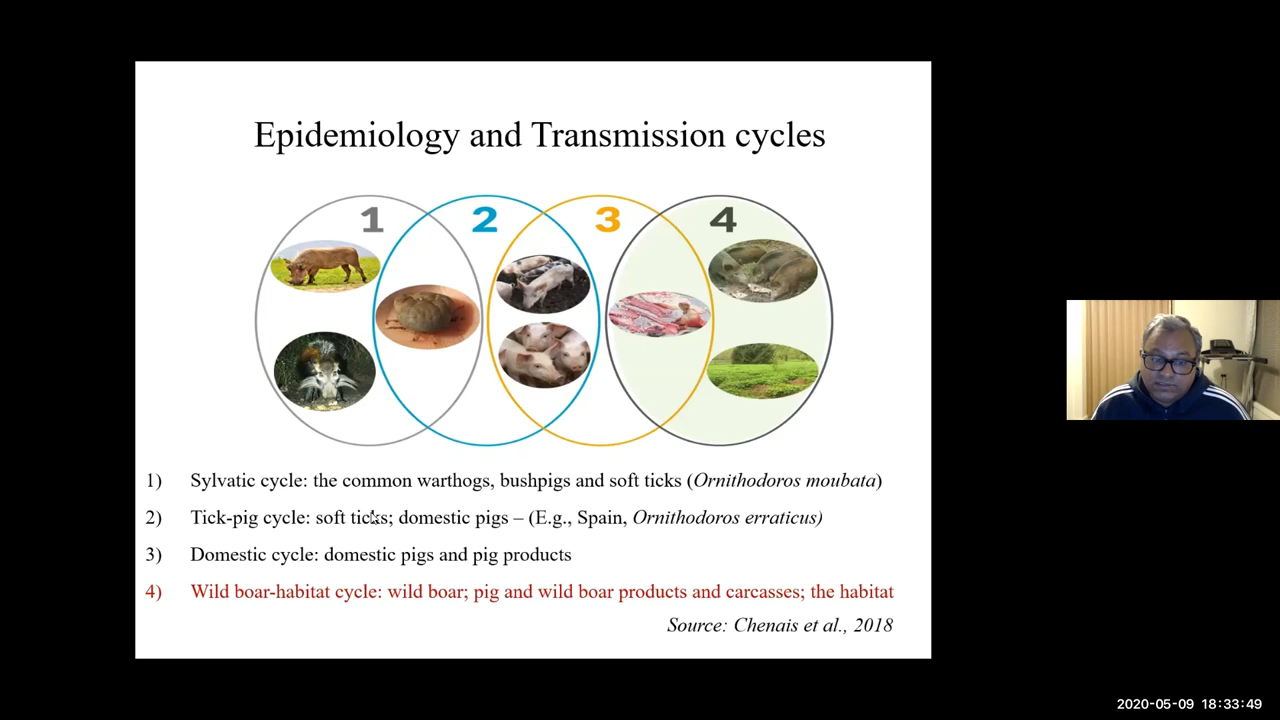 Epidemiology and Transmission cycles
1 2 3 4
1) Sylvatic cycle: the common warthogs, bushpigs and soft ticks (Ornithodoros moubata)
2) Tick-pig cycle: soft ticks; domestic pigs – (E.g., Spain, Ornithodoros erraticus)
3) Domestic cycle: domestic pigs and pig products
4) Wild boar-habitat cycle: wild boar; pig and wild boar products and carcasses; the habitat
Source: Chenais et al., 2018
2020-05-09 18:33:49